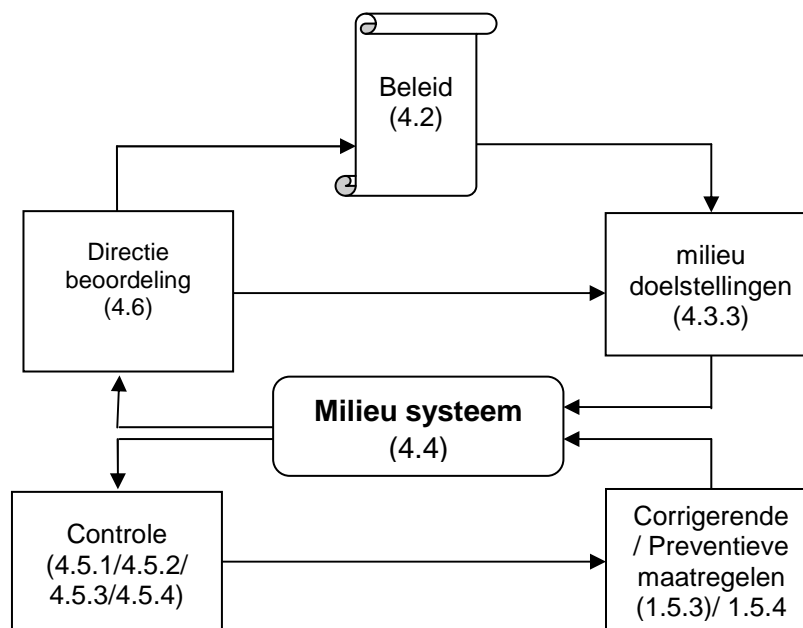 Beleid
(4.2)
Directie
beoordeling
(4.6)
milieu
doelstellingen
(4.3.3)
Milieu systeem
(4.4)
Controle
(4.5.1/4.5.2/
4.5.3/4.5.4)
Corrigerende
/ Preventieve
maatregelen
(1.5.3)/ 1.5.4